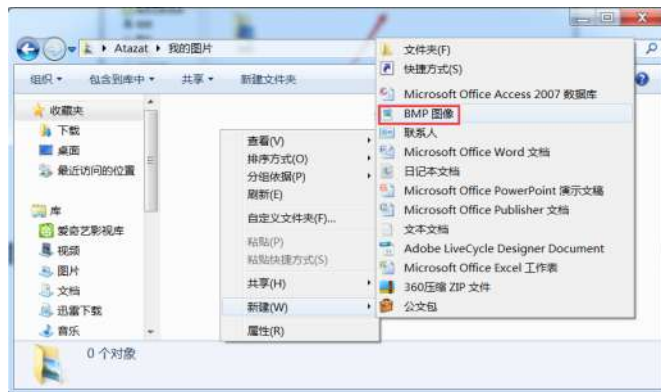 Atazat 我的图片
组织 包含到库中 共享 新建文件夹
收藏夹
下载
桌面
最近访问的位置
库
爱奇艺影视库
视频
图片
文档
迅雷下载
音乐
0 个对象
查看(V)
排序方式(O)
分组依据(P)
刷新(E)
自定义文件夹(F)...
粘贴(P)
粘贴快捷方式(S)
共享(H)
新建(W)
属性(R)
文件夹(F)
快捷方式(S)
Microsoft Office Access 2007 数据库
BMP 图像
联系人
Microsoft Office Word 文档
日记本文档
Microsoft Office PowerPoint 演示文稿
Microsoft Office Publisher 文档
文本文档
Adobe LiveCycle Designer Document
Microsoft Office Excel 工作表
360压缩 ZIP 文件
公文包